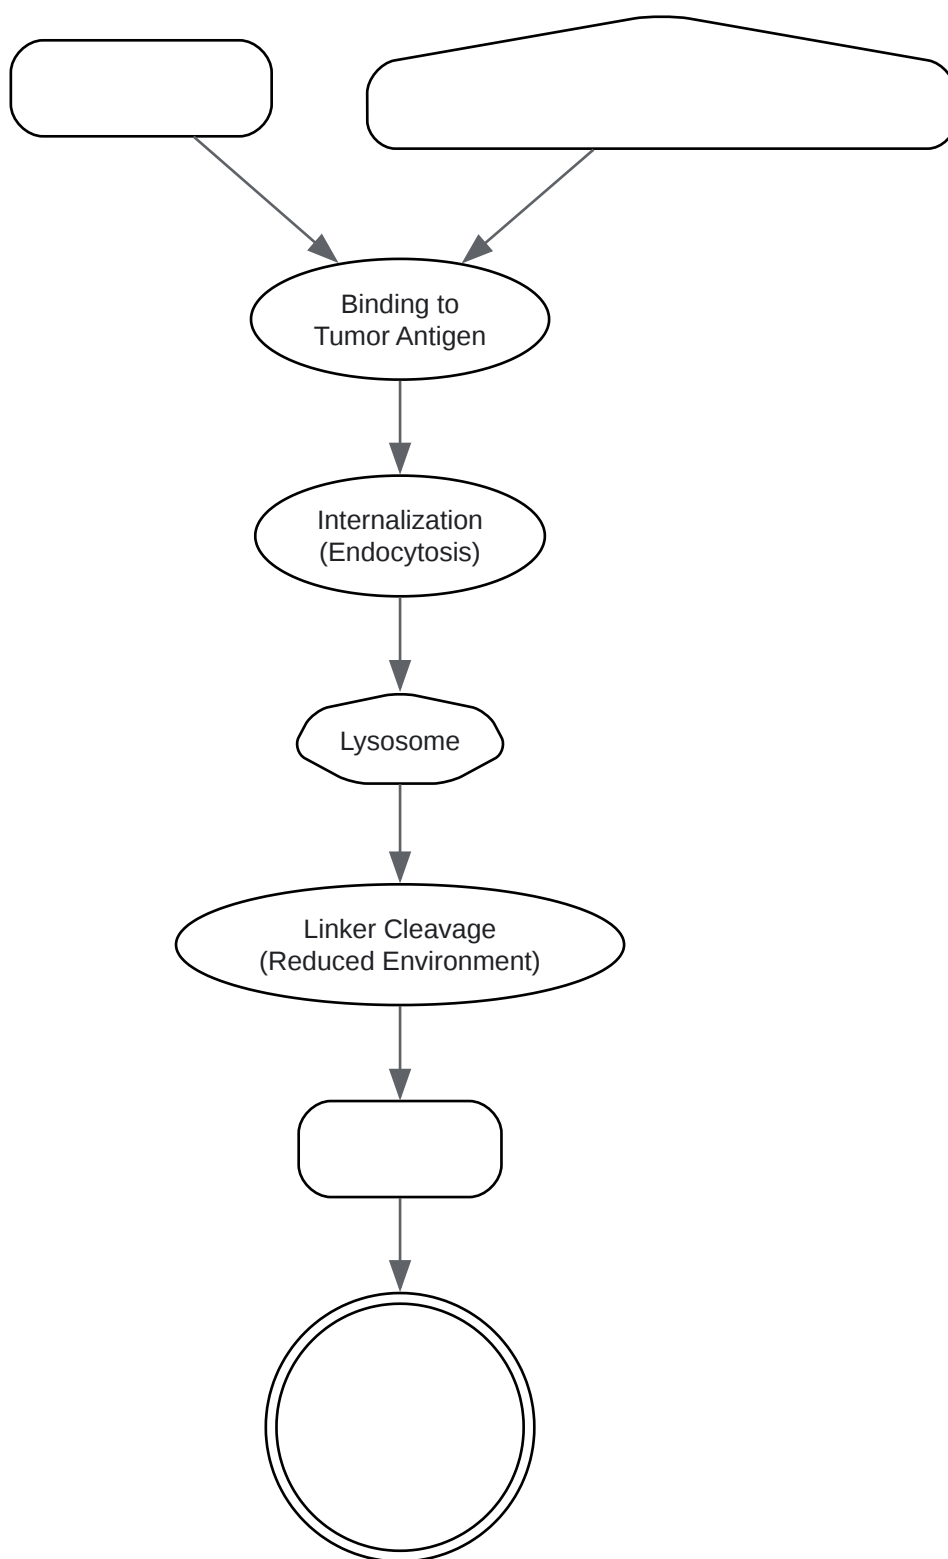 Binding to
Tumor Antigen
Internalization
(Endocytosis)
Lysosome
Linker Cleavage
(Reduced Environment)